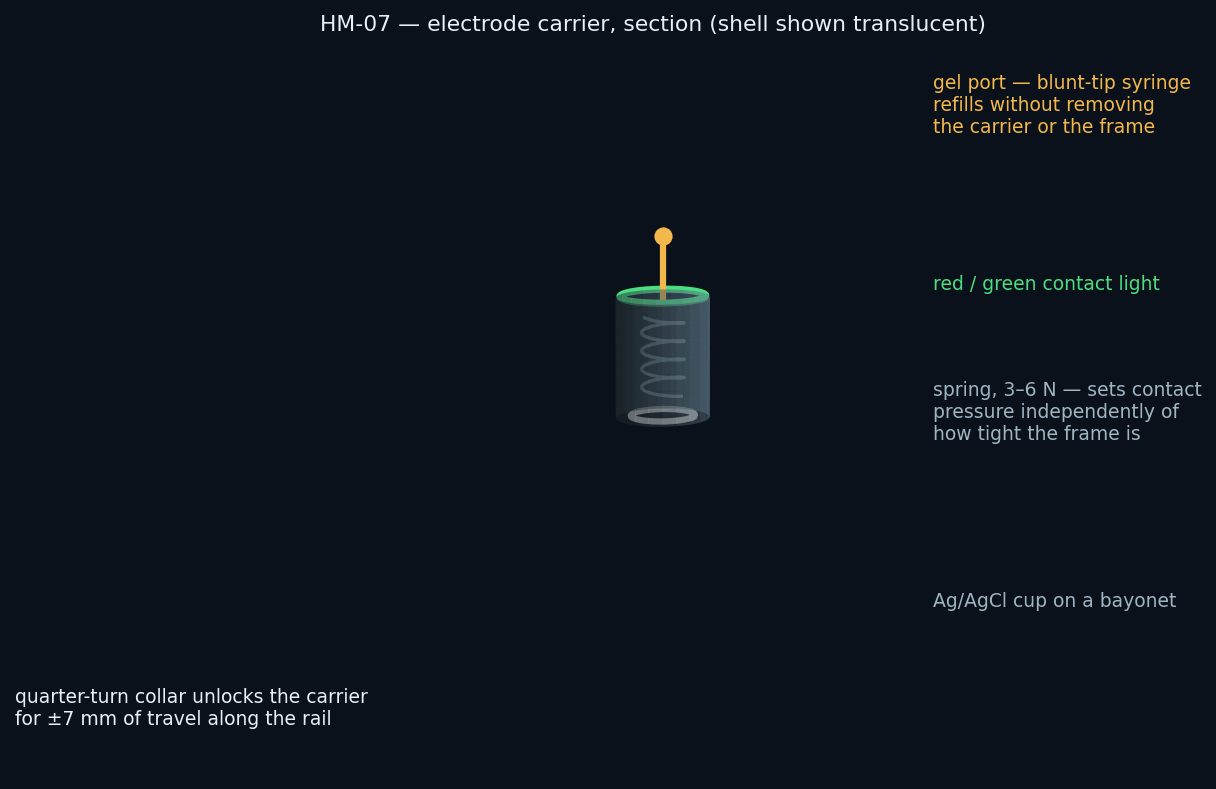 HM-07 — electrode carrier, section (shell shown translucent)
gel port — blunt-tip syringe
refills without removing
the carrier or the frame
red / green contact light
spring, 3–6 N — sets contact
pressure independently of
how tight the frame is
Ag/AgCl cup on a bayonet
quarter-turn collar unlocks the carrier
for ±7 mm of travel along the rail